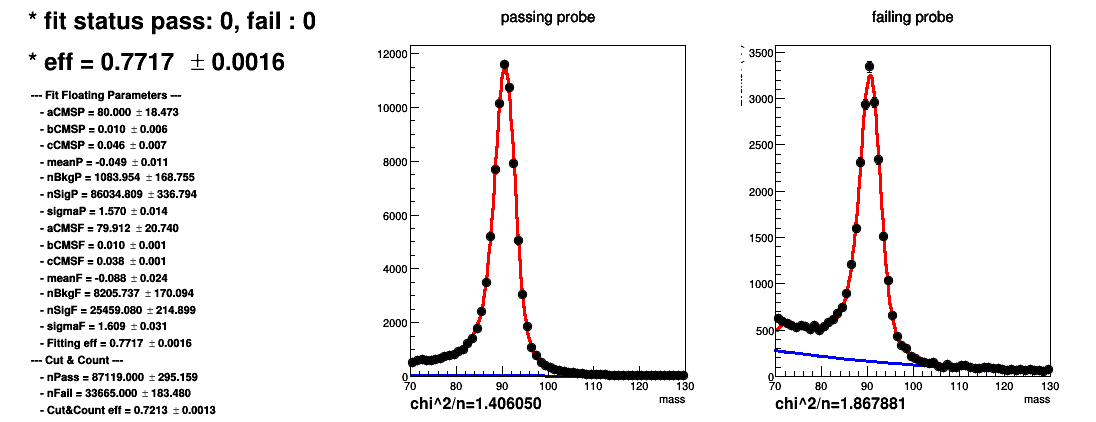 * fit status pass: 0, fail : 0
* eff = 0.7717 ± 0.0016
--- Fit Floating Parameters ---
- aCMSP = 80.000 ± 18.473
- bCMSP = 0.010 ± 0.006
- cCMSP = 0.046 ± 0.007
- meanP = -0.049 ± 0.011
- nBkgP = 1083.954 ± 168.755
- nSigP = 86034.809 ± 336.794
- sigmaP = 1.570 ± 0.014
- aCMSF = 79.912 ± 20.740
- bCMSF = 0.010 ± 0.001
- cCMSF = 0.038 ± 0.001
- meanF = -0.088 ± 0.024
- nBkgF = 8205.737 ± 170.094
- nSigF = 25459.080 ± 214.899
- sigmaF = 1.609 ± 0.031
- Fitting eff = 0.7717 ± 0.0016
--- Cut & Count ---
- nPass = 87119.000 ± 295.159
- nFail = 33665.000 ± 183.480
- Cut&Count eff = 0.7213 ± 0.0013
passing probe
12000
10000
8000
6000
4000
2000
0
70 80 90 100 110 120 130
mass
chi^2/n=1.406050
failing probe
3500
3000
2500
2000
1500
1000
500
0
70 80 90 100 110 120 130
mass
chi^2/n=1.867881